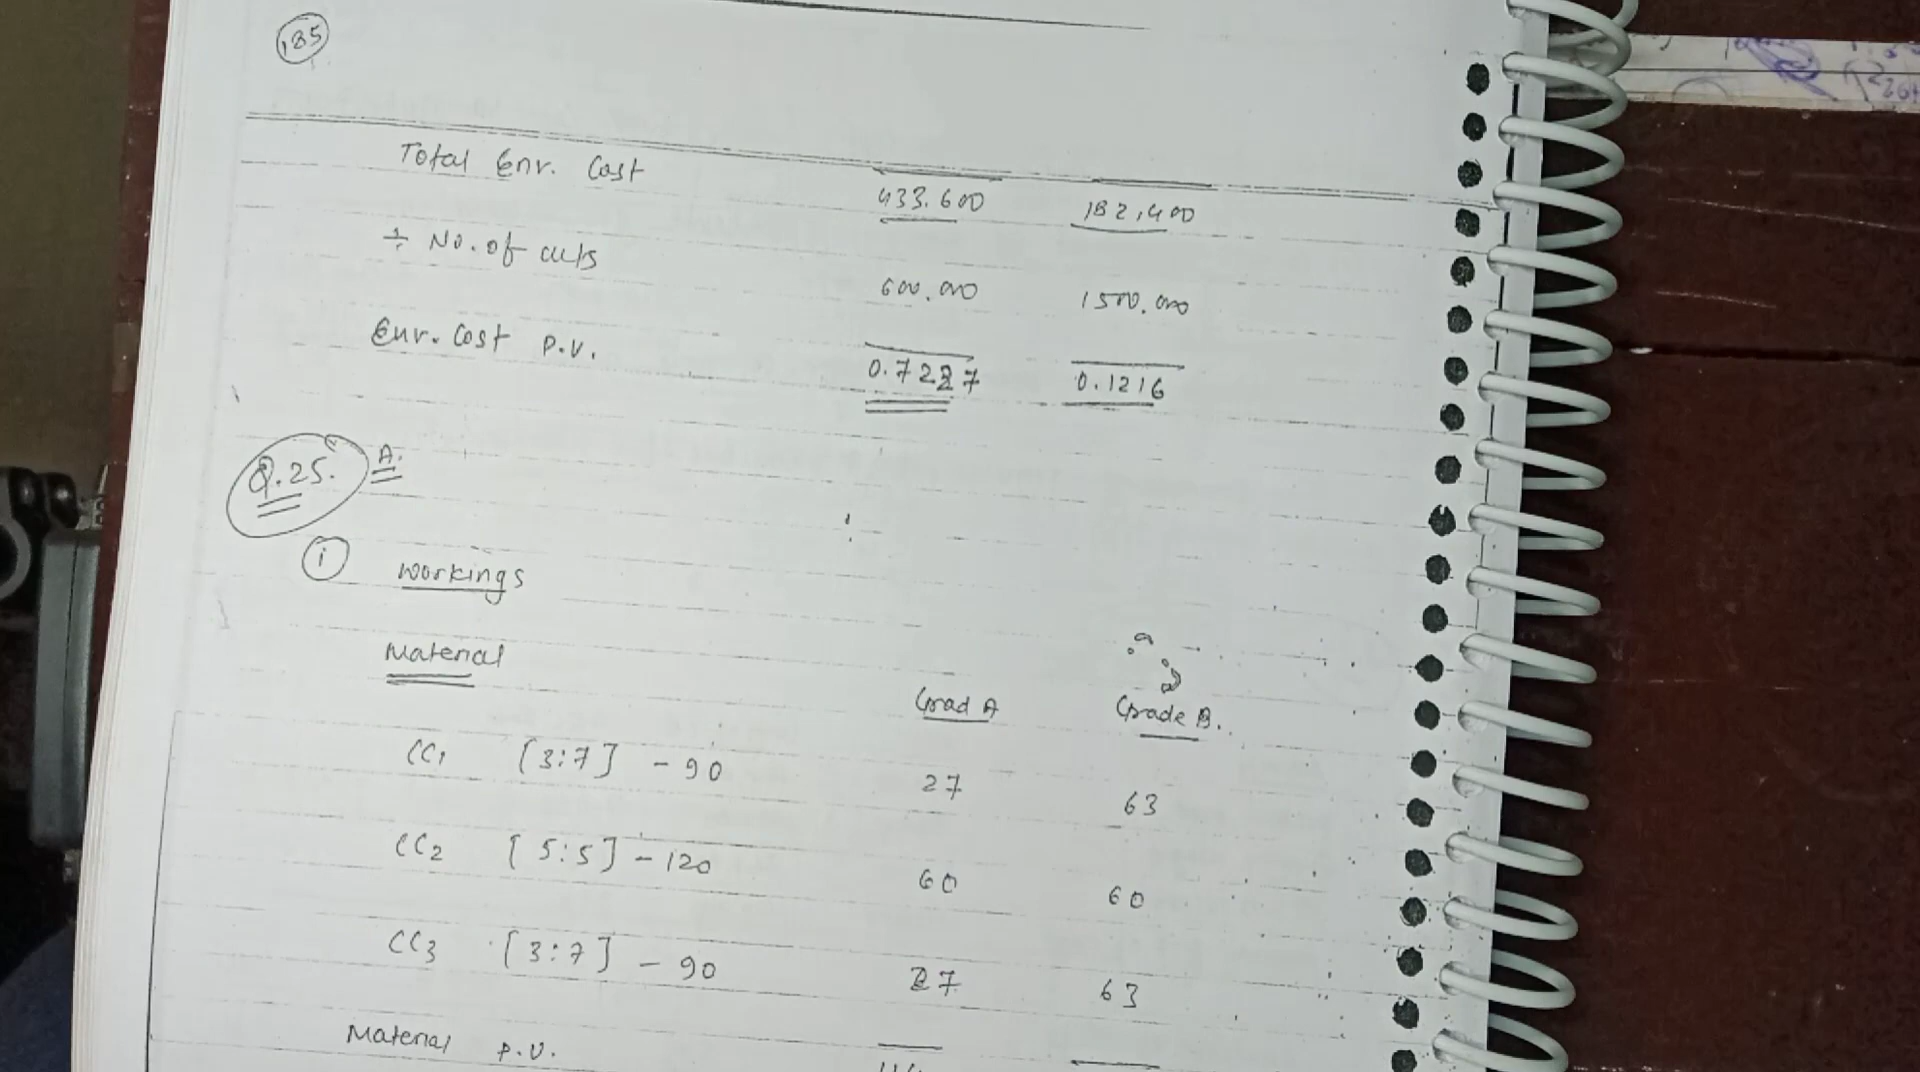 185
Total Env. Cost 433.600 182,400
÷ No. of outs 600.000 1500.000
Env. Cost P.U. 0.7227 0.1216
Q.25. A.
1 Workings
Material Grad A Grade B.
CC1 [3:7] - 90 27 63
CC2 [5:5] - 120 60 60
CC3 [3:7] - 90 27 63
Material P.U.